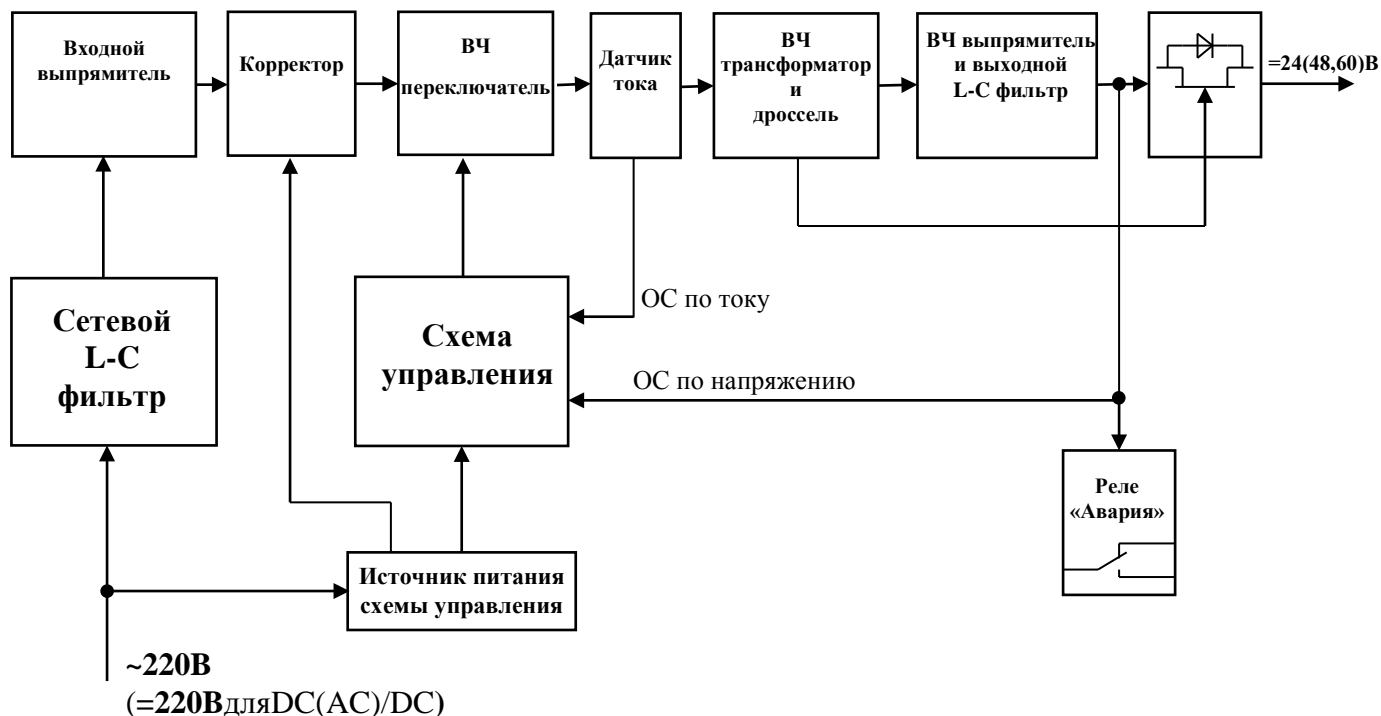 Входной
выпрямитель
Корректор
ВЧ
переключатель
Датчик
тока
ВЧ
трансформатор
и
дроссель
ВЧ выпрямитель
и выходной
L-C фильтр
=24(48,60)В
Сетевой
L-C
фильтр
Схема
управления
ОС по току
ОС по напряжению
Реле
«Авария»
Источник питания
схемы управления
~220В
(=220ВдляDC(AC)/DC)